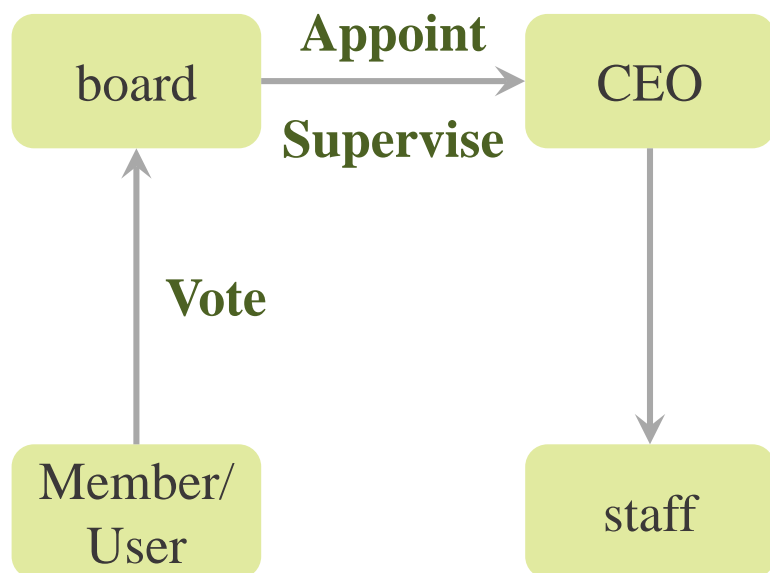 board
Appoint
Supervise
CEO
Vote
Member/
User
staff